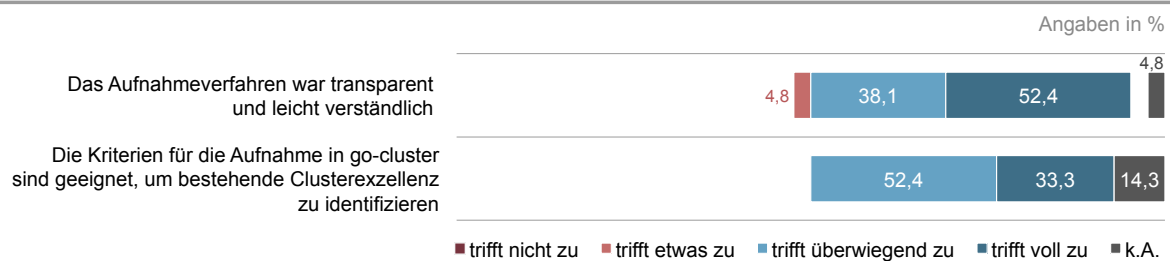 Angaben in %
Das Aufnahmeverfahren war transparent
und leicht verständlich
4,8
38,1
52,4
4,8
Die Kriterien für die Aufnahme in go-cluster
sind geeignet, um bestehende Clusterexzellenz
zu identifizieren
52,4
33,3
14,3
trifft nicht zu
trifft etwas zu
trifft überwiegend zu
trifft voll zu
k.A.